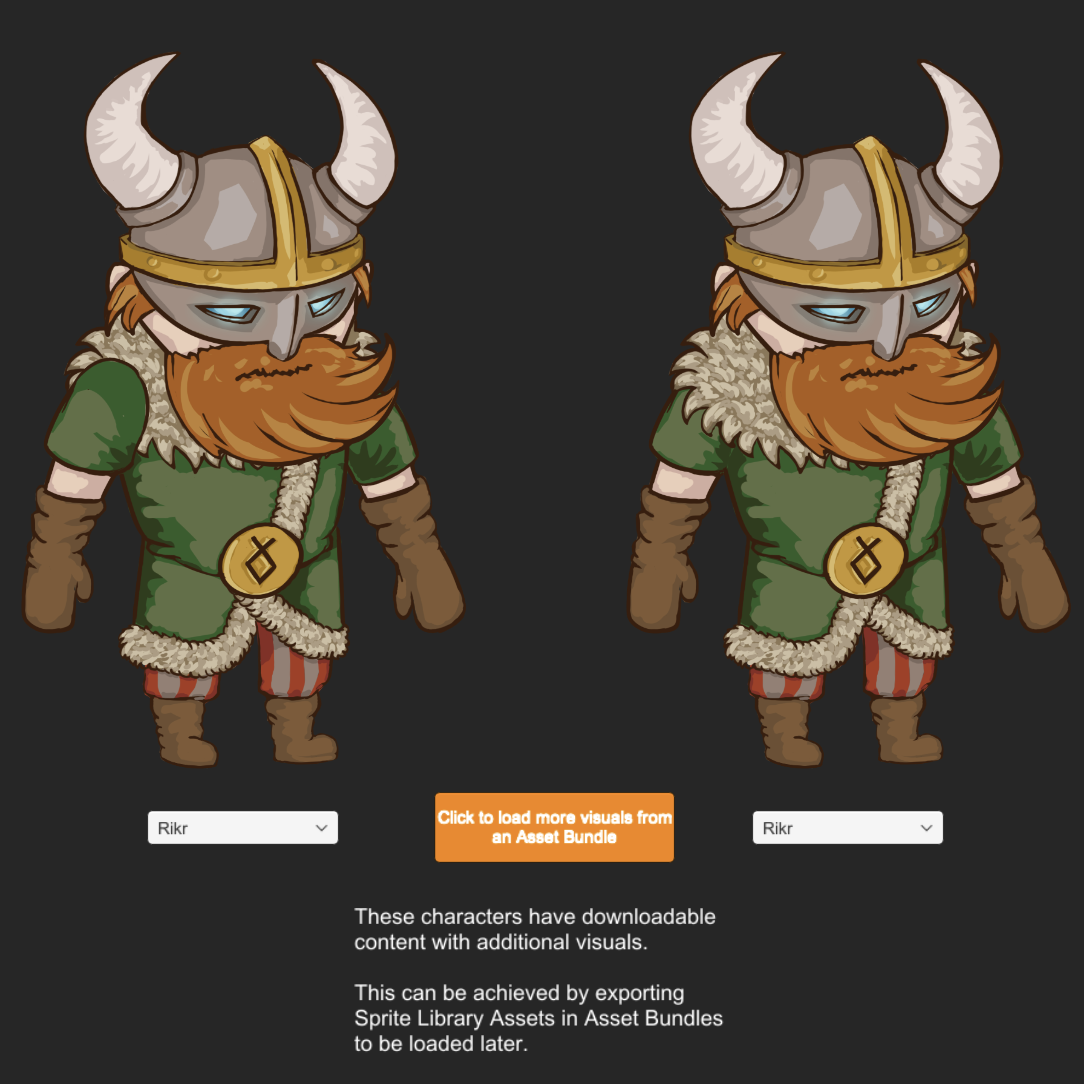 Rikr
Click to load more visuals from
an Asset Bundle
Rikr
These characters have downloadable
content with additional visuals.
This can be achieved by exporting
Sprite Library Assets in Asset Bundles
to be loaded later.